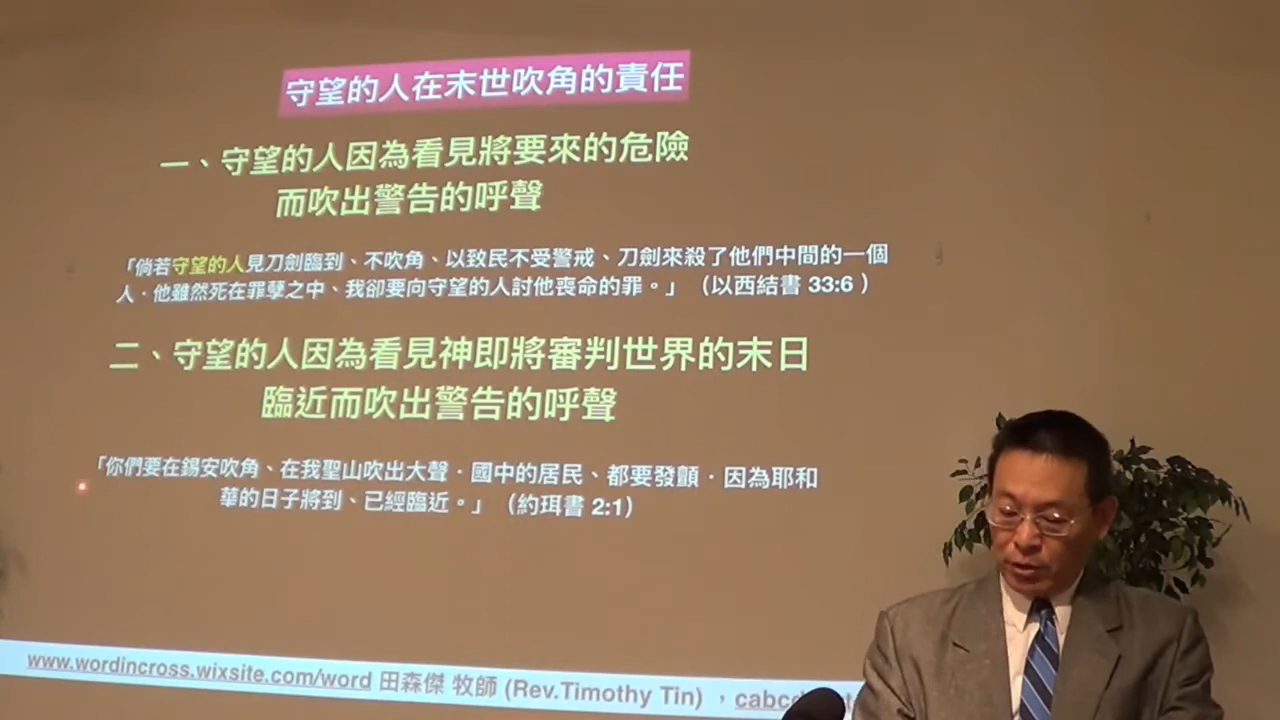 守望的人在末世吹角的責任
一、守望的人因為看見將要來的危險
而吹出警告的呼聲
「倘若守望的人見刀劍臨到、不吹角、以致民不受警戒、刀劍來殺了他們中間的一個
人．他雖然死在罪孽之中、我卻要向守望的人討他喪命的罪。」（以西結書 33:6 ）
二、守望的人因為看見神即將審判世界的末日
臨近而吹出警告的呼聲
「你們要在錫安吹角、在我聖山吹出大聲．國中的居民、都要發顫．因為耶和
華的日子將到、已經臨近。」（約珥書 2:1）
www.wordincross.wixsite.com/word 田森傑 牧師 (Rev.Timothy Tin) ，